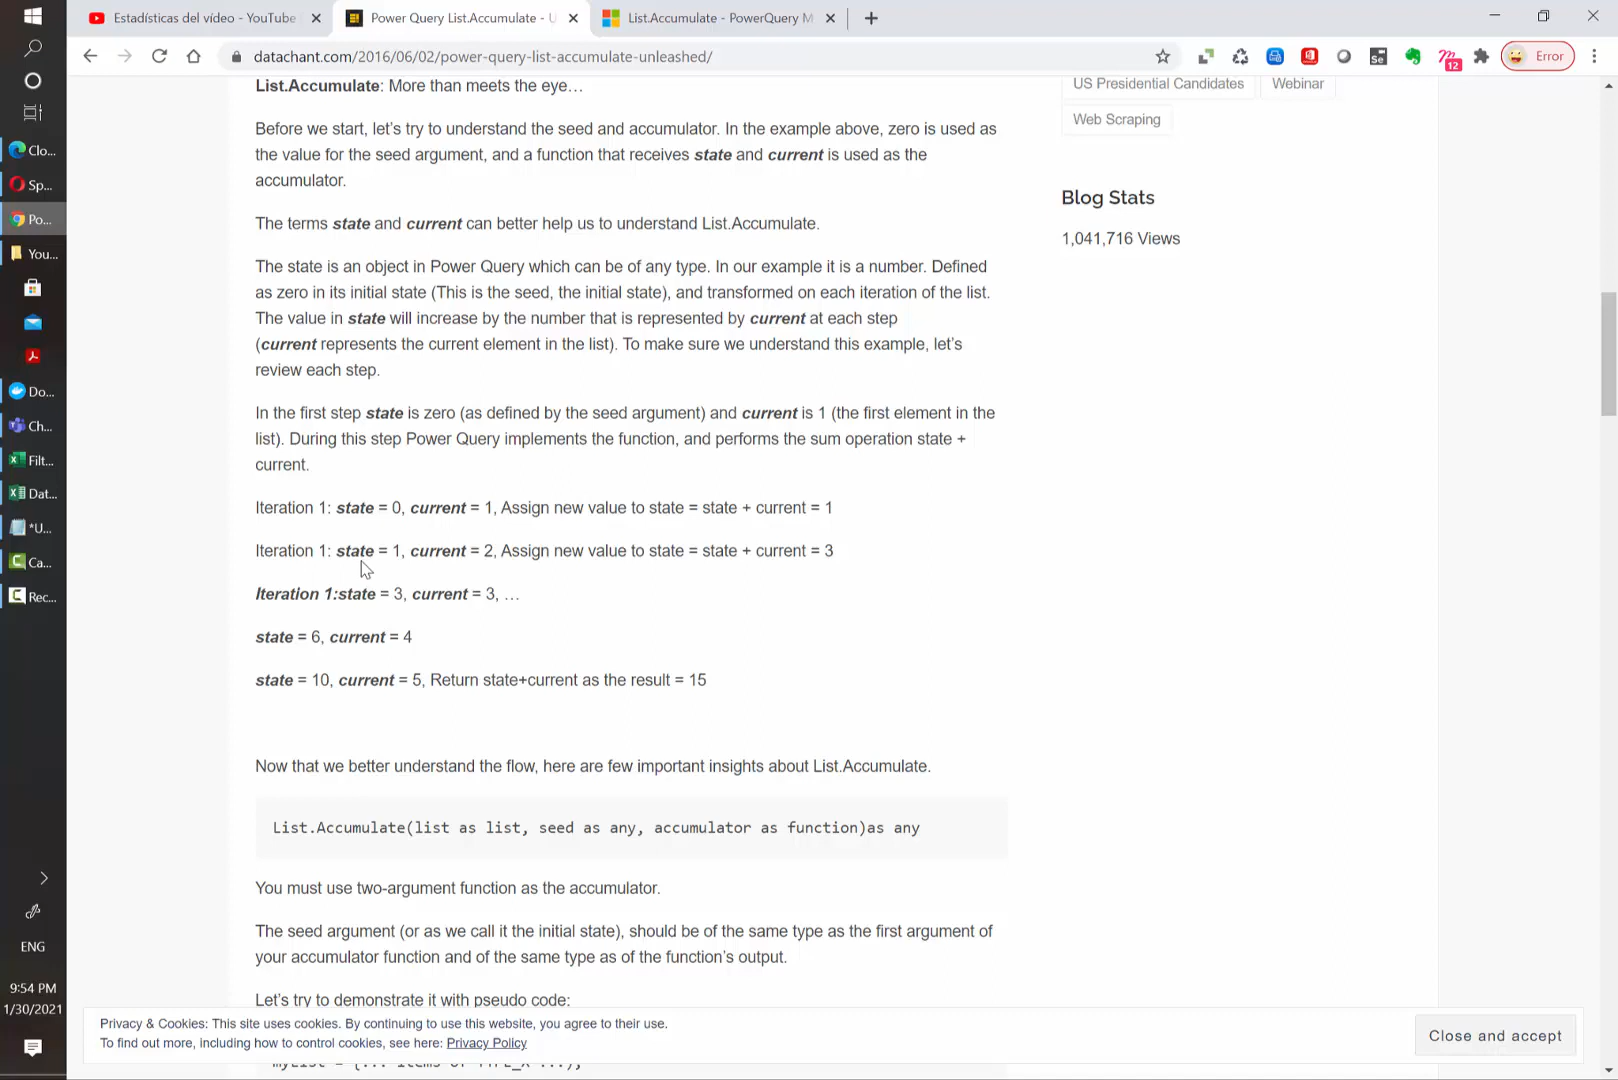 Estadísticas del vídeo - YouTube
Power Query List.Accumulate - U
List.Accumulate - PowerQuery M
datachant.com/2016/06/02/power-query-list-accumulate-unleashed/
Se
12
Error
Clo...
Sp...
Po...
You...
Do...
Ch...
Filt...
Dat...
*U...
Ca...
Rec...
ENG
9:54 PM
1/30/2021
List.Accumulate: More than meets the eye…
Before we start, let’s try to understand the seed and accumulator. In the example above, zero is used as
the value for the seed argument, and a function that receives state and current is used as the
accumulator.
The terms state and current can better help us to understand List.Accumulate.
The state is an object in Power Query which can be of any type. In our example it is a number. Defined
as zero in its initial state (This is the seed, the initial state), and transformed on each iteration of the list.
The value in state will increase by the number that is represented by current at each step
(current represents the current element in the list). To make sure we understand this example, let’s
review each step.
In the first step state is zero (as defined by the seed argument) and current is 1 (the first element in the
list). During this step Power Query implements the function, and performs the sum operation state +
current.
Iteration 1: state = 0, current = 1, Assign new value to state = state + current = 1
Iteration 1: state = 1, current = 2, Assign new value to state = state + current = 3
Iteration 1:state = 3, current = 3, …
state = 6, current = 4
state = 10, current = 5, Return state+current as the result = 15
Now that we better understand the flow, here are few important insights about List.Accumulate.
List.Accumulate(list as list, seed as any, accumulator as function)as any
You must use two-argument function as the accumulator.
The seed argument (or as we call it the initial state), should be of the same type as the first argument of
your accumulator function and of the same type as of the function’s output.
Let’s try to demonstrate it with pseudo code:
US Presidential Candidates
Webinar
Web Scraping
Blog Stats
1,041,716 Views
Privacy & Cookies: This site uses cookies. By continuing to use this website, you agree to their use.
To find out more, including how to control cookies, see here: Privacy Policy
Close and accept